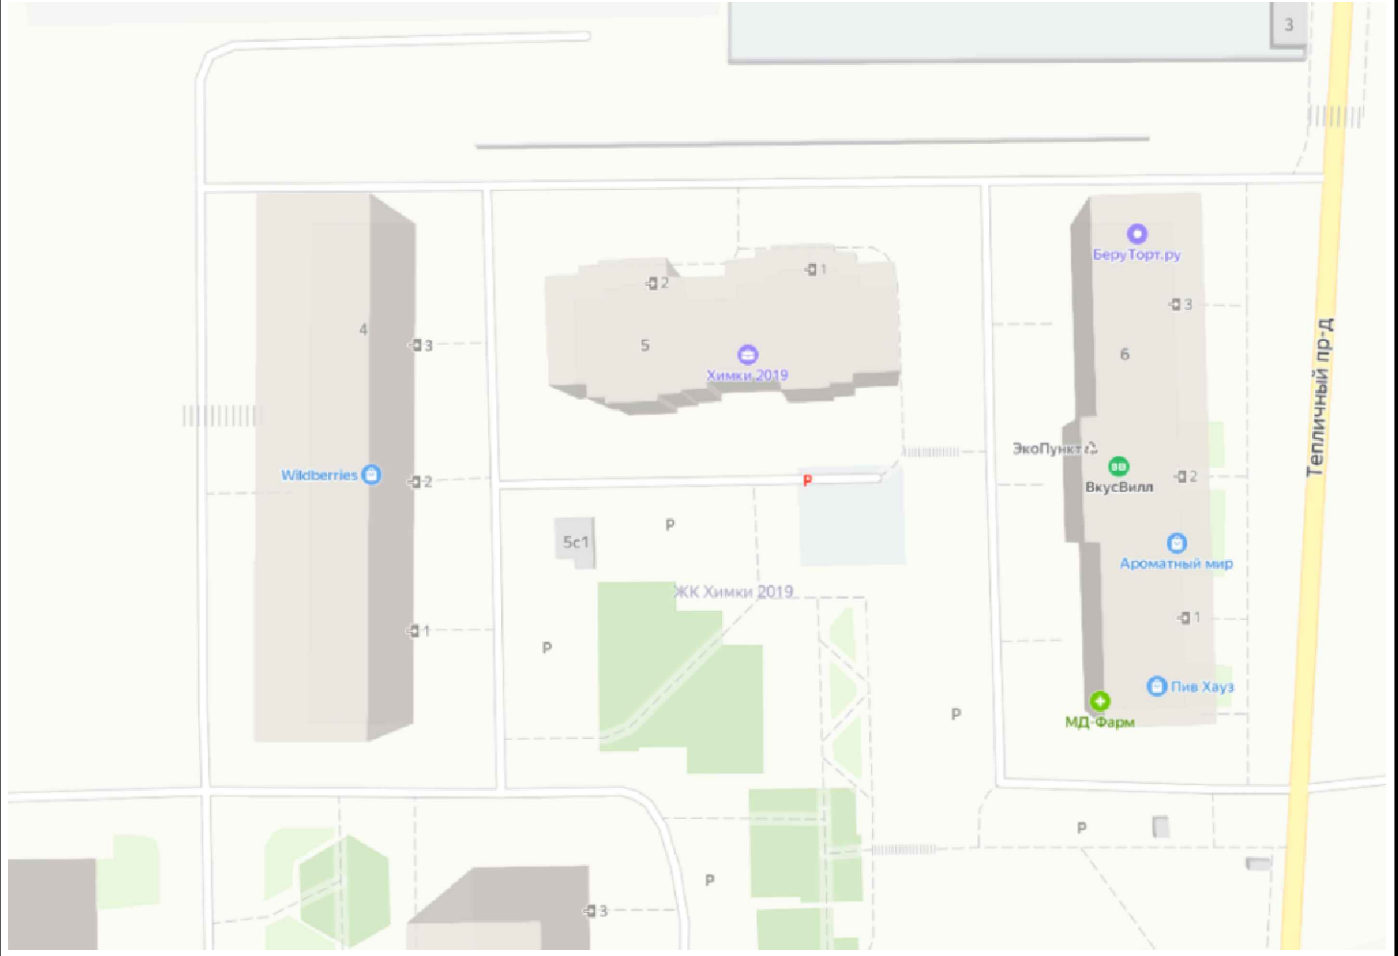 3
БеруТорт.ру
1
2
3
4
3
5
6
Химки 2019
Тепличный пр-д
ЭкоПункт
Wildberries
2
ВкусВилл
2
P
P
5с1
Ароматный мир
ЖК Химки 2019
1
1
P
Пив Хауз
P
МД-Фарм
P
P
3